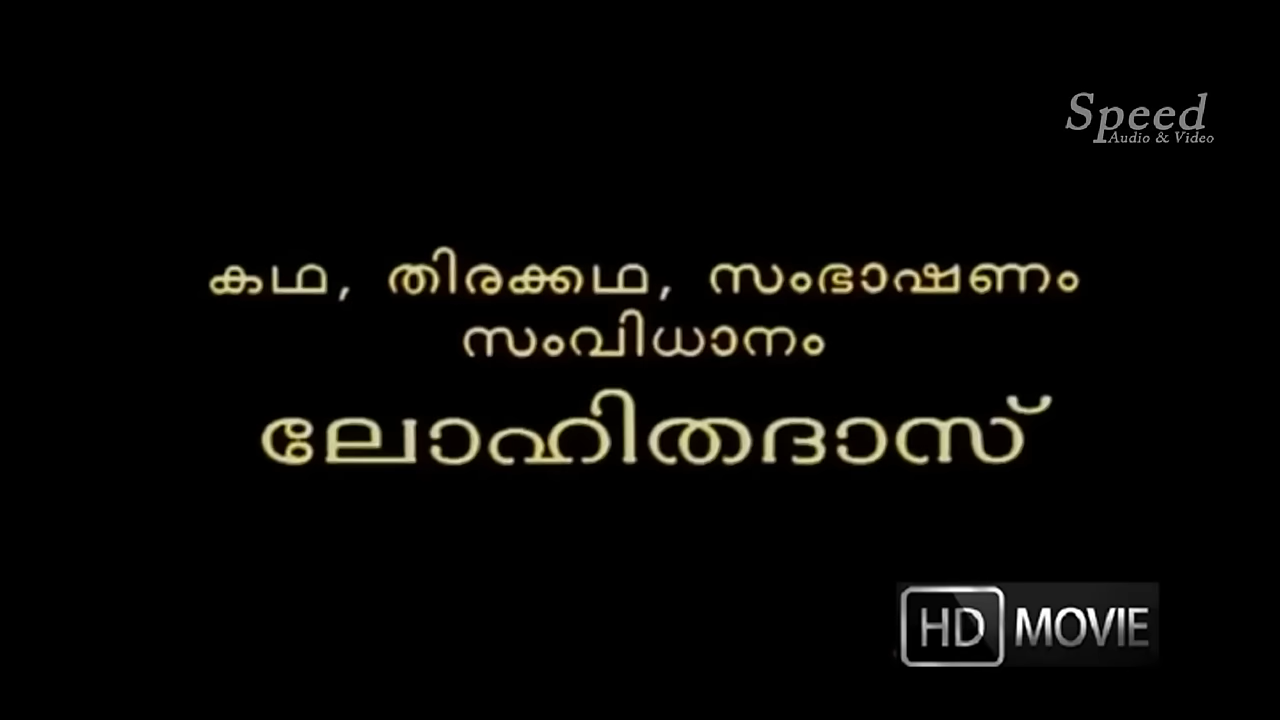 Speed
Audio & Video
കഥ, തിരക്കഥ, സംഭാഷണം
സംവിധാനം
ലോഹിതദാസ്
HD MOVIE